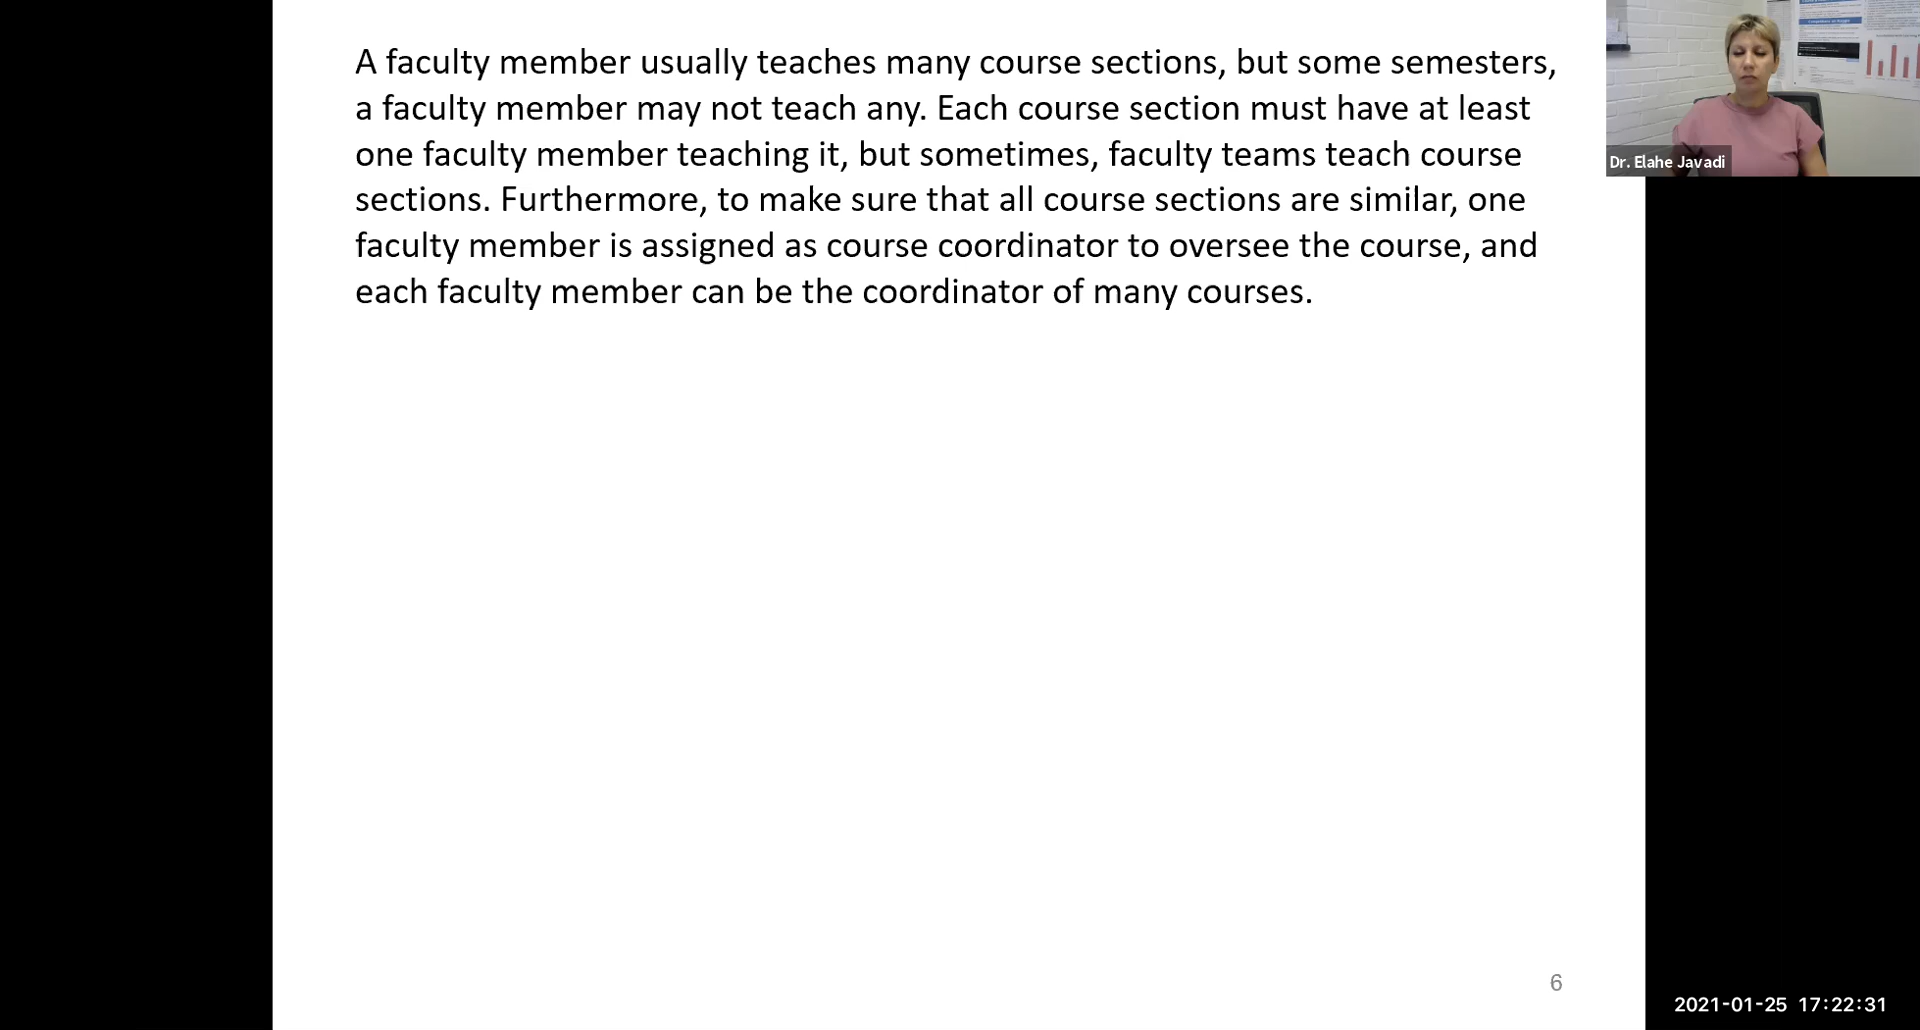 A faculty member usually teaches many course sections, but some semesters,
a faculty member may not teach any. Each course section must have at least
one faculty member teaching it, but sometimes, faculty teams teach course
sections. Furthermore, to make sure that all course sections are similar, one
faculty member is assigned as course coordinator to oversee the course, and
each faculty member can be the coordinator of many courses.
Dr. Elahe Javadi
6
2021-01-25 17:22:31